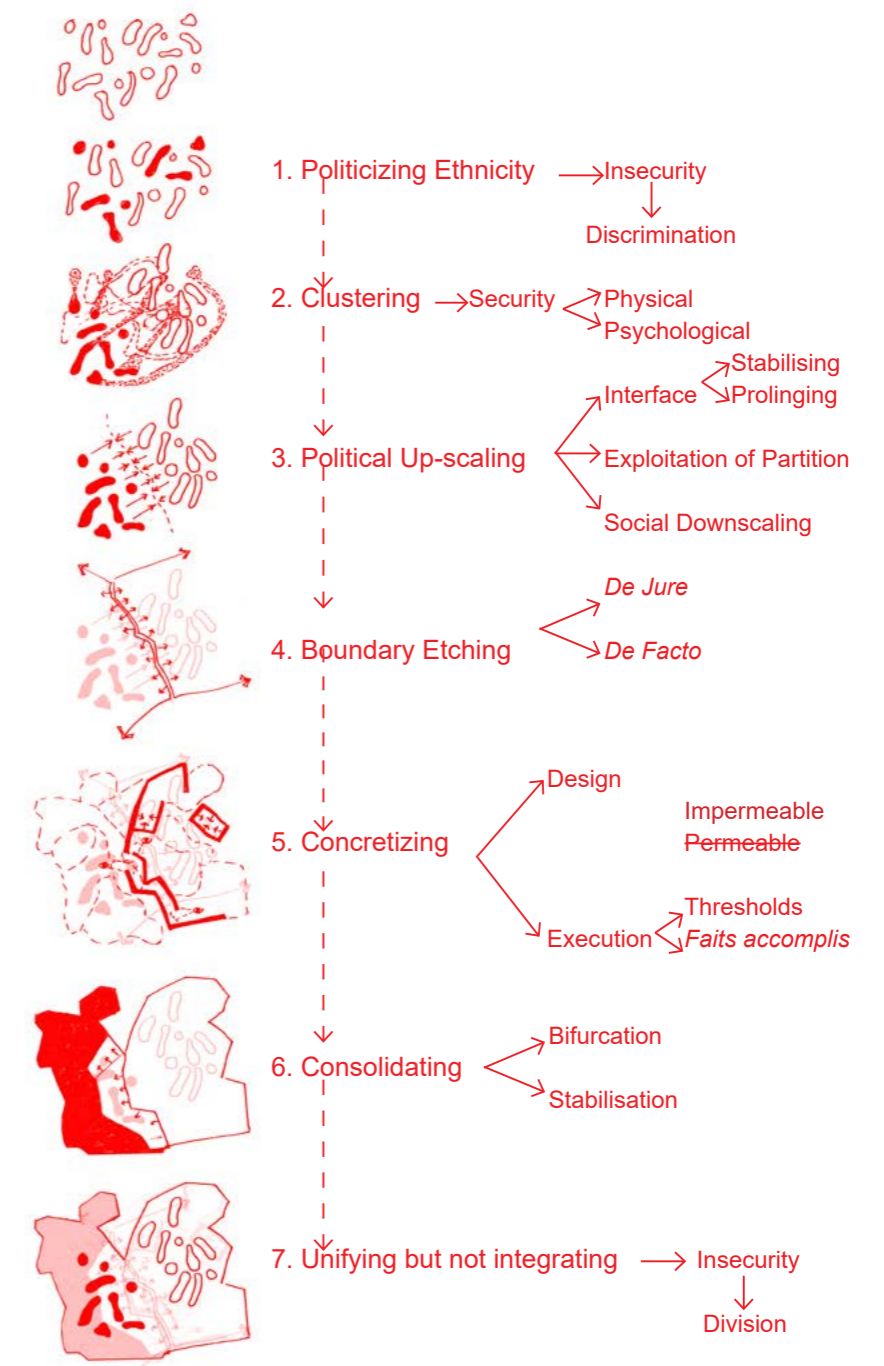 1. Politicizing Ethnicity
Insecurity
Discrimination
2. Clustering
Security
Physical
Psychological
Stabilising
Interface
Prolinging
3. Political Up-scaling
Exploitation of Partition
Social Downscaling
De Jure
4. Boundary Etching
De Facto
Design
Impermeable
Permeable
5. Concretizing
Thresholds
Execution
Faits accomplis
Bifurcation
6. Consolidating
Stabilisation
7. Unifying but not integrating
Insecurity
Division